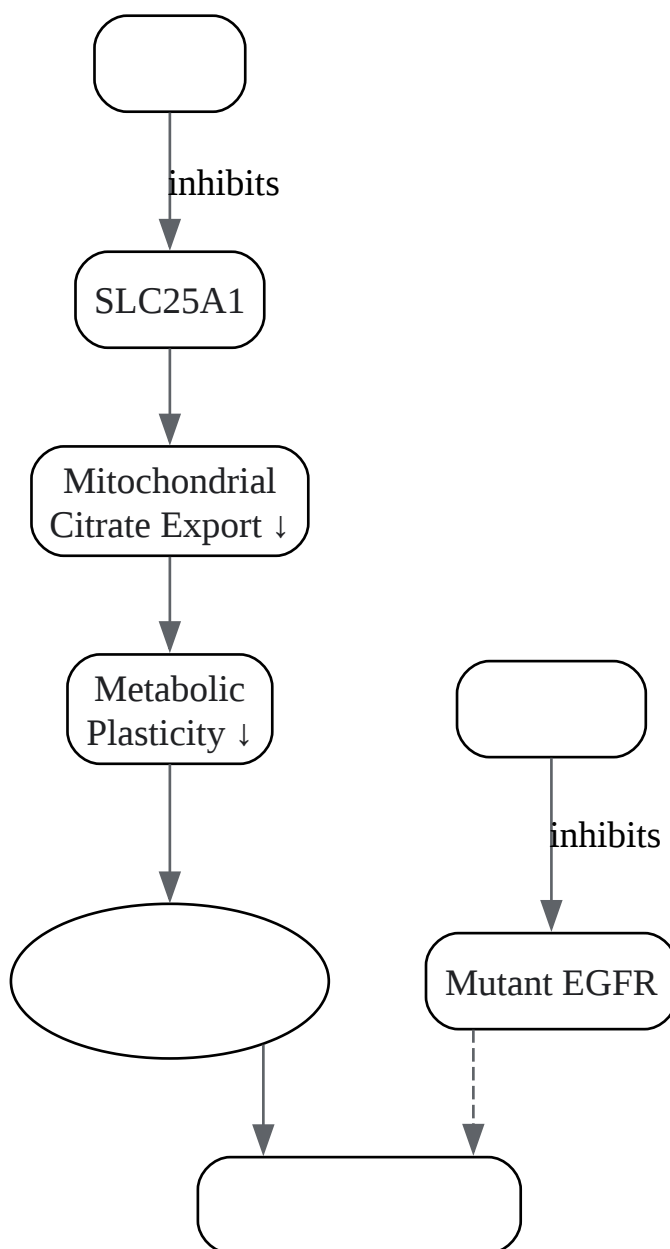 inhibits
SLC25A1
Mitochondrial
Citrate Export ↓
Metabolic
Plasticity ↓
inhibits
Mutant EGFR